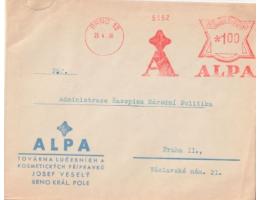 BRNO 12
5152
*100
ALPA
Tit.
Administrace časopisu Národní Politika
ALPA
TOVÁRNA LUČEBNÍCH A
KOSMETICKÝCH PŘÍPRAVKŮ
JOSEF VESELÝ
BRNO KRÁL. POLE
Praha II.,
Václavské nám. 21.